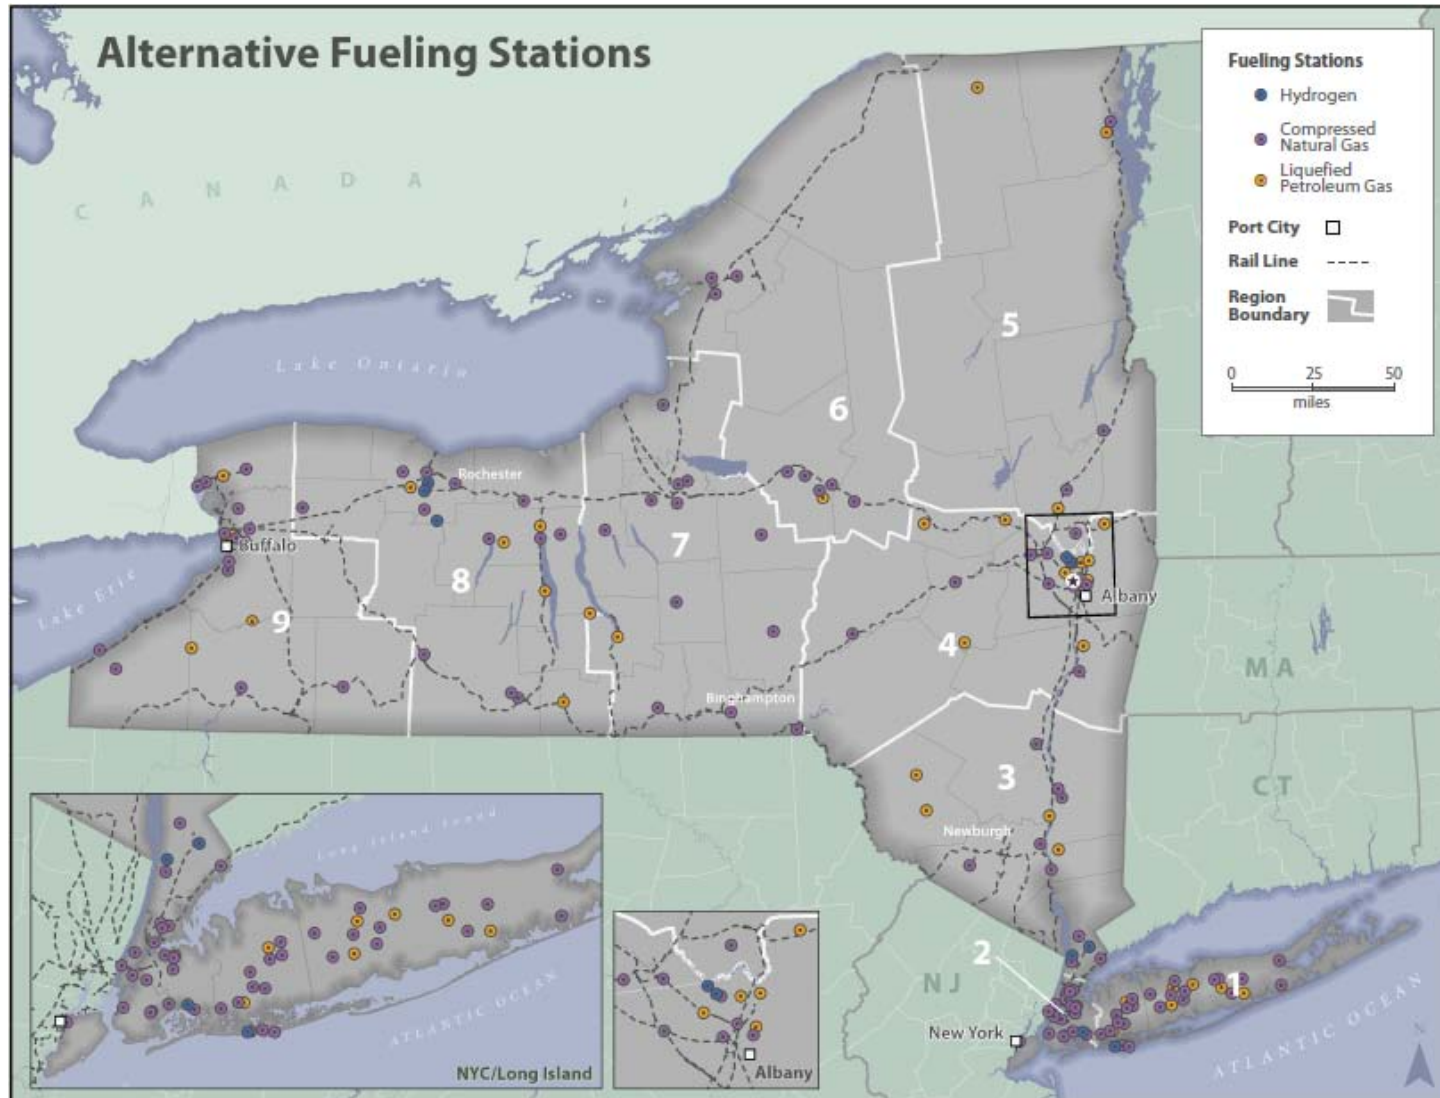 Alternative Fueling Stations
Fueling Stations
Hydrogen
Compressed
Natural Gas
Liquefied
Petroleum Gas
Port City
Rail Line
Region
Boundary
0 25 50
miles
CANADA
Lake Ontario
5
6
Rochester
Buffalo
7
8
Lake Erie
9
Albany
4
MA
Binghampton
CT
3
Newburgh
Long Island Sound
2
NJ
1
New York
ATLANTIC OCEAN
ATLANTIC OCEAN
NYC/Long Island
Albany
N